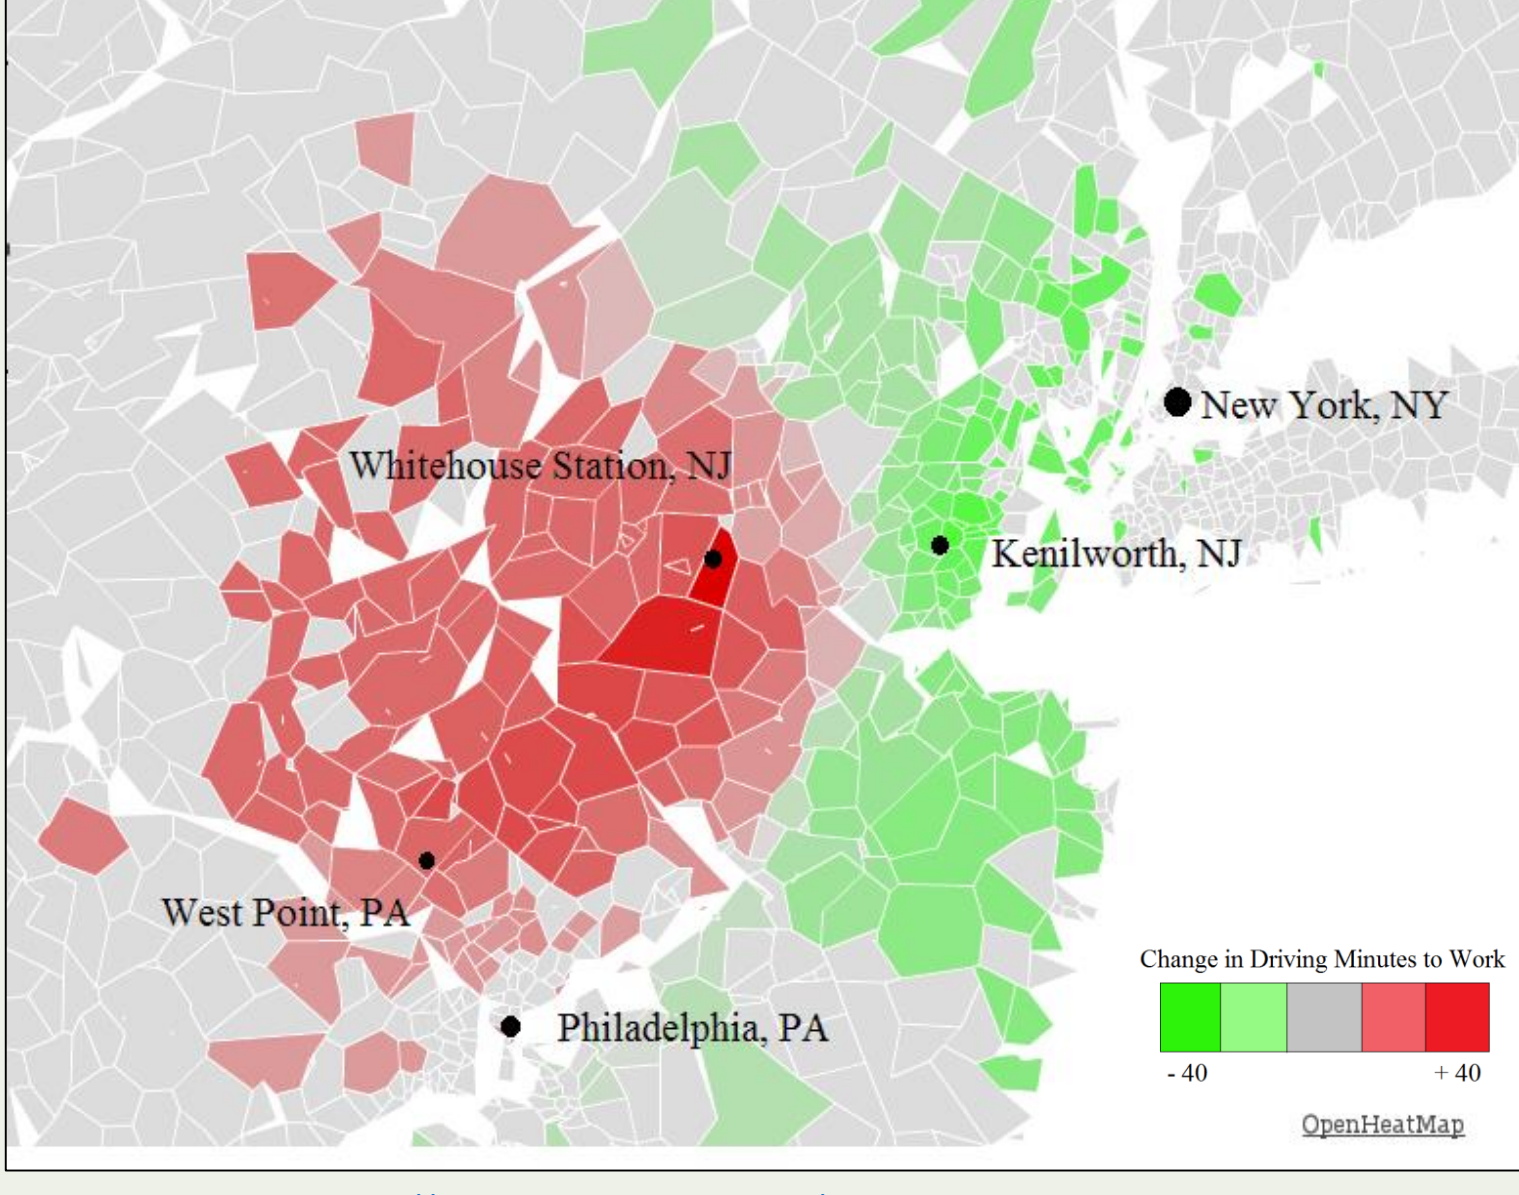 New York, NY
Whitehouse Station, NJ
Kenilworth, NJ
West Point, PA
Philadelphia, PA
Change in Driving Minutes to Work
- 40
+ 40
OpenHeatMap